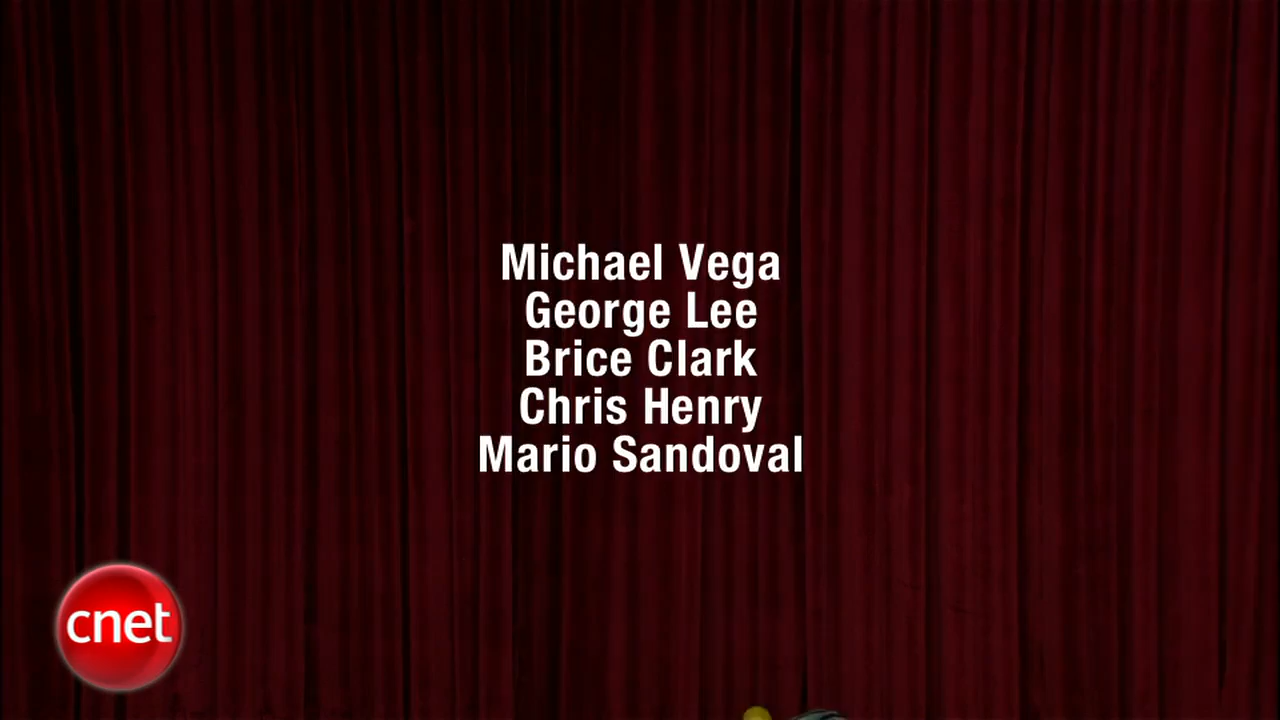 Michael Vega
George Lee
Brice Clark
Chris Henry
Mario Sandoval
cnet